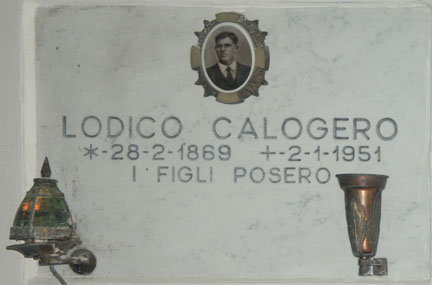 LODICO CALOGERO
*-28-2-1869 +-2-1-1951
I FIGLI POSERO